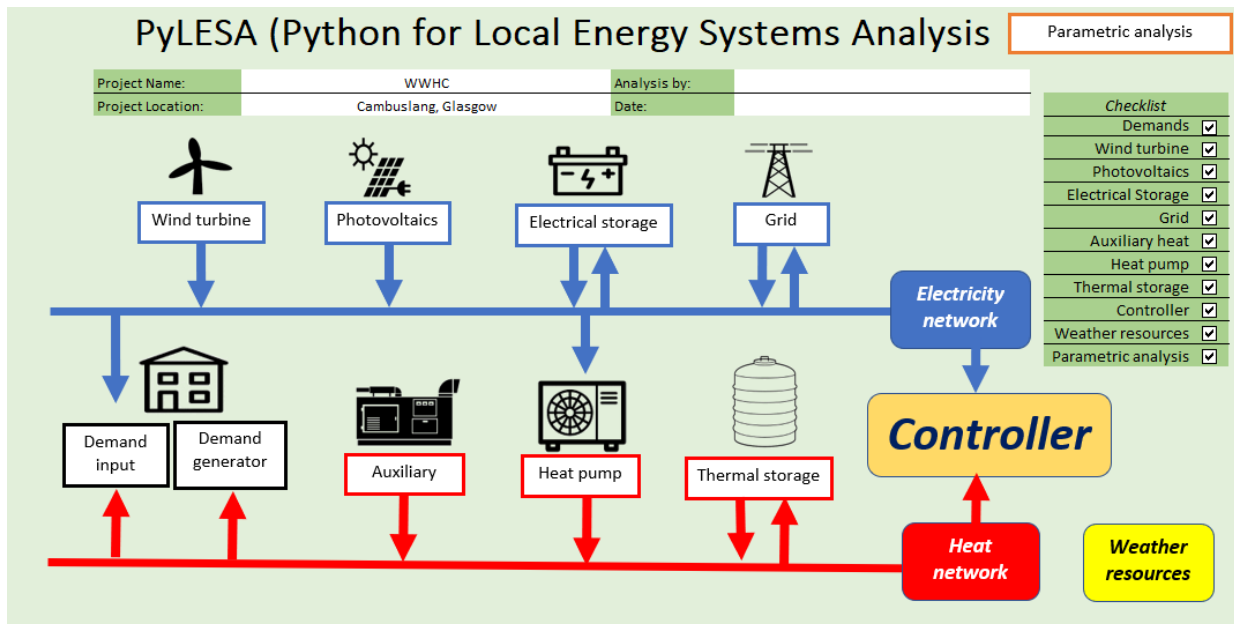 PyLESA (Python for Local Energy Systems Analysis
Parametric analysis
Project Name:
WWHC
Analysis by:
Project Location:
Cambuslang, Glasgow
Date:
Checklist
Demands
Wind turbine
Photovoltaics
Electrical Storage
Grid
Auxiliary heat
Heat pump
Thermal storage
Controller
Weather resources
Parametric analysis
Wind turbine
Photovoltaics
Electrical storage
Grid
Electricity
network
Demand
input
Demand
generator
Auxiliary
Heat pump
Thermal storage
Controller
Heat
network
Weather
resources